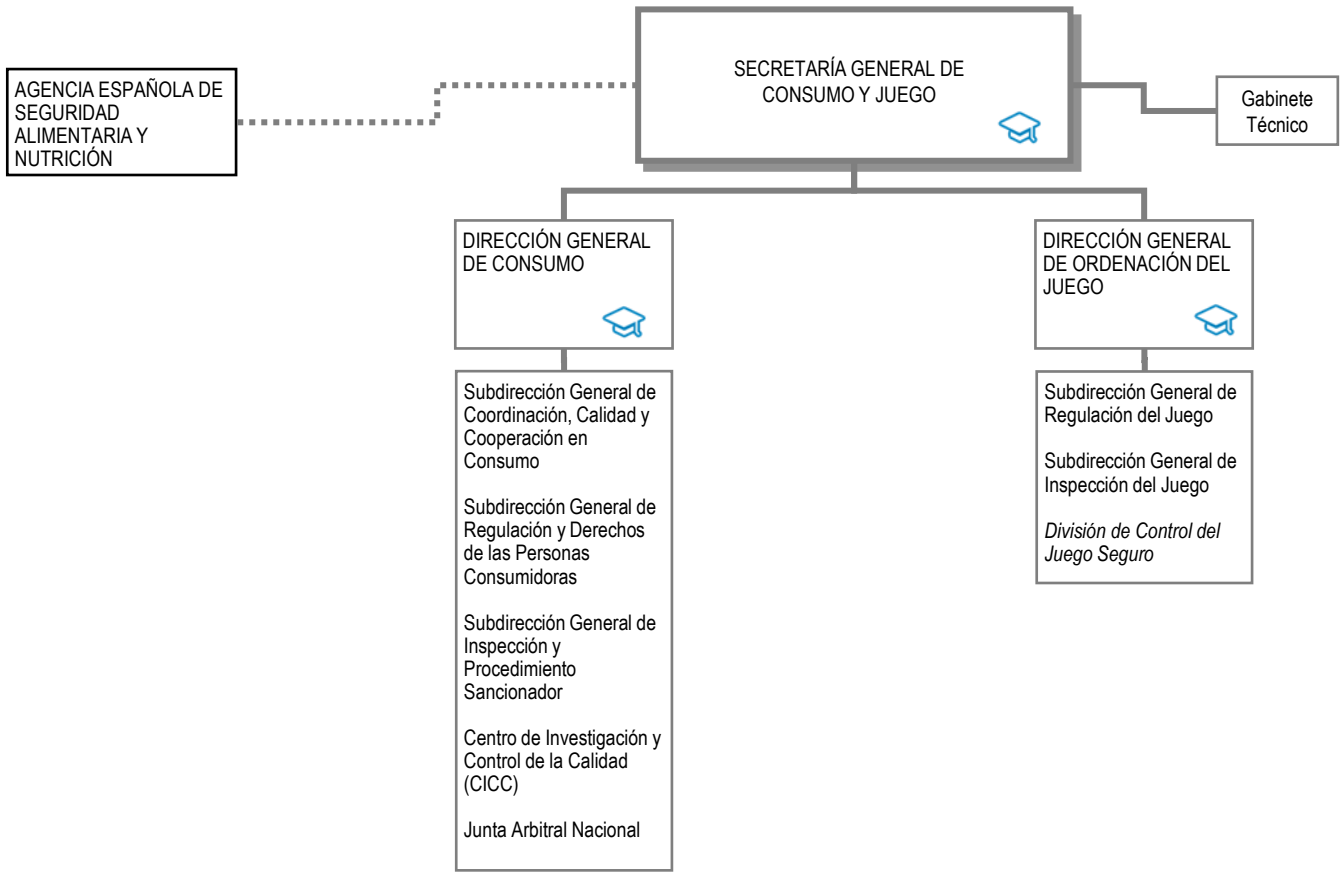 SECRETARÍA GENERAL DE
CONSUMO Y JUEGO
AGENCIA ESPAÑOLA DE
SEGURIDAD
ALIMENTARIA Y
NUTRICIÓN
Gabinete
Técnico
DIRECCIÓN GENERAL
DE CONSUMO
Subdirección General de
Coordinación, Calidad y
Cooperación en
Consumo
Subdirección General de
Regulación y Derechos
de las Personas
Consumidoras
Subdirección General de
Inspección y
Procedimiento
Sancionador
Centro de Investigación y
Control de la Calidad
(CICC)
Junta Arbitral Nacional
DIRECCIÓN GENERAL
DE ORDENACIÓN DEL
JUEGO
Subdirección General de
Regulación del Juego
Subdirección General de
Inspección del Juego
División de Control del
Juego Seguro